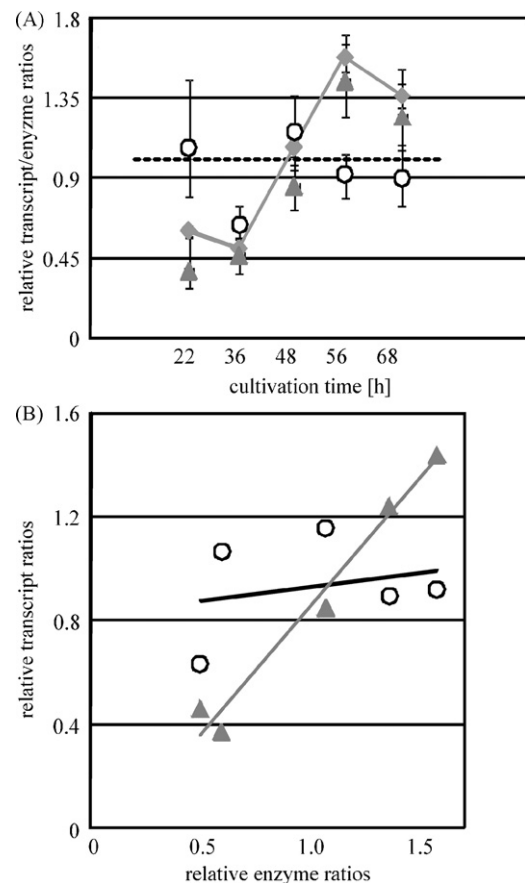 (A)
1.8
1.35
0.9
0.45
0
relative transcript/enyzme ratios
22 36 48 56 68
cultivation time [h]
(B)
1.6
1.2
0.8
0.4
0
relative transcript ratios
0 0.5 1.0 1.5
relative enzyme ratios